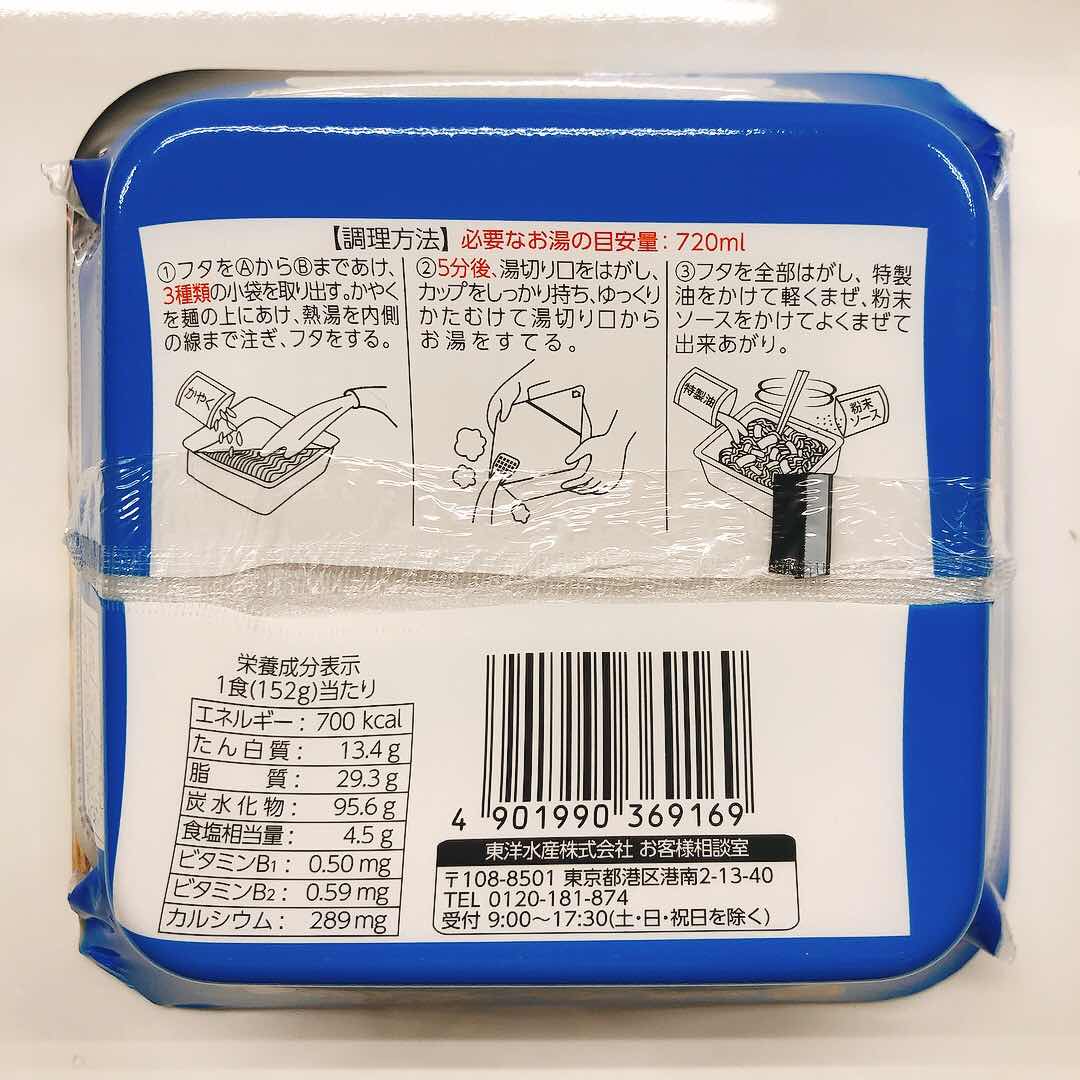 【調理方法】必要なお湯の目安量：720ml
①フタをⒶからⒷまであけ、
3種類の小袋を取り出す。かやく
を麺の上にあけ、熱湯を内側
の線まで注ぎ、フタをする。
②5分後、湯切り口をはがし、
カップをしっかり持ち、ゆっくり
かたむけて湯切り口から
お湯をすてる。
③フタを全部はがし、特製
油をかけて軽くまぜ、粉末
ソースをかけてよくまぜて
出来あがり。
かやく
特製油
粉末
ソース
栄養成分表示
1食(152g)当たり
エネルギー： 700 kcal
たん白質： 13.4 g
脂質： 29.3 g
炭水化物： 95.6 g
食塩相当量： 4.5 g
ビタミンB1： 0.50 mg
ビタミンB2： 0.59 mg
カルシウム： 289 mg
4 901990 369169
東洋水産株式会社 お客様相談室
〒108-8501 東京都港区港南2-13-40
TEL 0120-181-874
受付 9:00～17:30(土・日・祝日を除く)